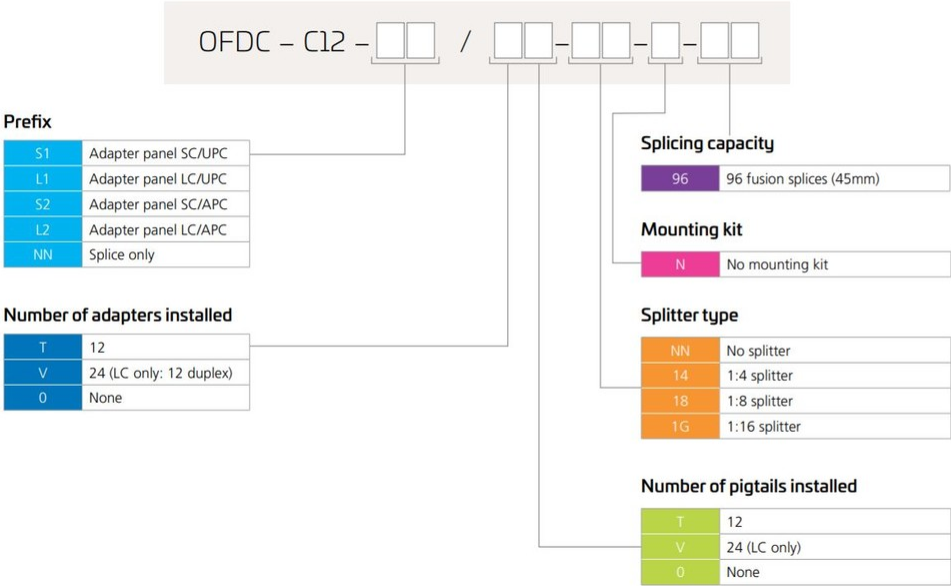 OFDC – C12 – / – – –
Prefix
S1 Adapter panel SC/UPC
L1 Adapter panel LC/UPC
S2 Adapter panel SC/APC
L2 Adapter panel LC/APC
NN Splice only
Number of adapters installed
T 12
V 24 (LC only: 12 duplex)
0 None
Splicing capacity
96 96 fusion splices (45mm)
Mounting kit
N No mounting kit
Splitter type
NN No splitter
14 1:4 splitter
18 1:8 splitter
1G 1:16 splitter
Number of pigtails installed
T 12
V 24 (LC only)
0 None